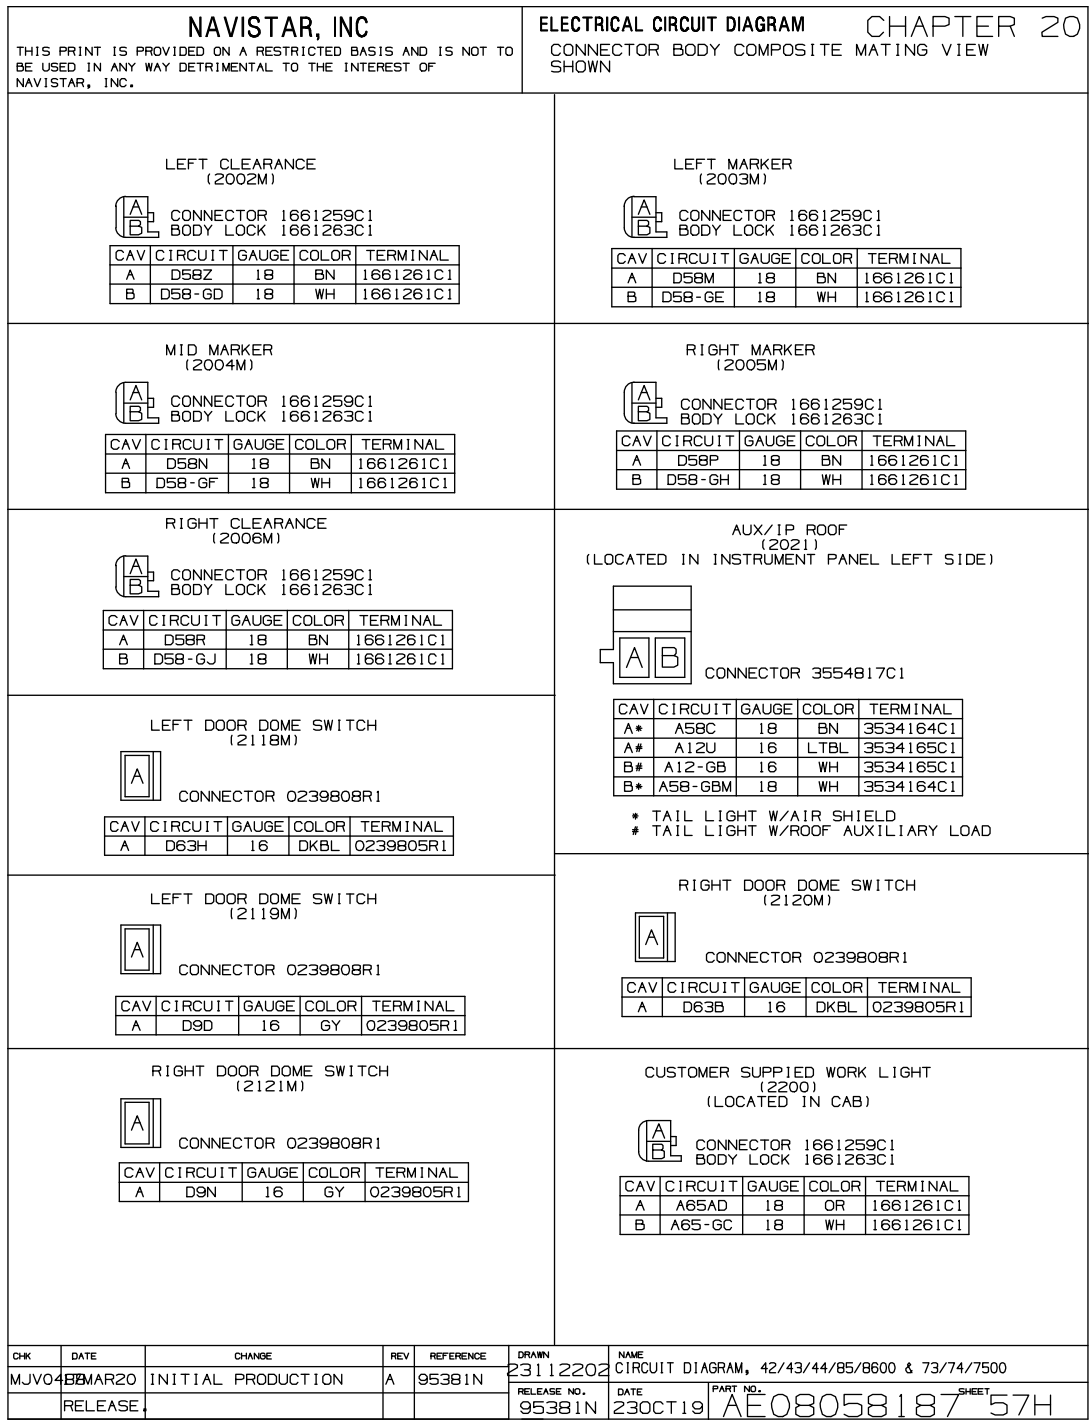 NAVISTAR, INC
THIS PRINT IS PROVIDED ON A RESTRICTED BASIS AND IS NOT TO
BE USED IN ANY WAY DETRIMENTAL TO THE INTEREST OF
NAVISTAR, INC.
ELECTRICAL CIRCUIT DIAGRAM CHAPTER 20
CONNECTOR BODY COMPOSITE MATING VIEW
SHOWN
LEFT CLEARANCE
(2002M)
A
B
CONNECTOR 1661259C1
BODY LOCK 1661263C1
CAV CIRCUIT GAUGE COLOR TERMINAL
A D58Z 18 BN 1661261C1
B D58-GD 18 WH 1661261C1
LEFT MARKER
(2003M)
A
B
CONNECTOR 1661259C1
BODY LOCK 1661263C1
CAV CIRCUIT GAUGE COLOR TERMINAL
A D58M 18 BN 1661261C1
B D58-GE 18 WH 1661261C1
MID MARKER
(2004M)
A
B
CONNECTOR 1661259C1
BODY LOCK 1661263C1
CAV CIRCUIT GAUGE COLOR TERMINAL
A D58N 18 BN 1661261C1
B D58-GF 18 WH 1661261C1
RIGHT MARKER
(2005M)
A
B
CONNECTOR 1661259C1
BODY LOCK 1661263C1
CAV CIRCUIT GAUGE COLOR TERMINAL
A D58P 18 BN 1661261C1
B D58-GH 18 WH 1661261C1
RIGHT CLEARANCE
(2006M)
A
B
CONNECTOR 1661259C1
BODY LOCK 1661263C1
CAV CIRCUIT GAUGE COLOR TERMINAL
A D58R 18 BN 1661261C1
B D58-GJ 18 WH 1661261C1
AUX/IP ROOF
(2021)
(LOCATED IN INSTRUMENT PANEL LEFT SIDE)
A B
CONNECTOR 3554817C1
CAV CIRCUIT GAUGE COLOR TERMINAL
A* A58C 18 BN 3534164C1
A# A12U 16 LTBL 3534165C1
B# A12-GB 16 WH 3534165C1
B* A58-GBM 18 WH 3534164C1
* TAIL LIGHT W/AIR SHIELD
# TAIL LIGHT W/ROOF AUXILIARY LOAD
LEFT DOOR DOME SWITCH
(2118M)
A
CONNECTOR 0239808R1
CAV CIRCUIT GAUGE COLOR TERMINAL
A D63H 16 DKBL 0239805R1
LEFT DOOR DOME SWITCH
(2119M)
A
CONNECTOR 0239808R1
CAV CIRCUIT GAUGE COLOR TERMINAL
A D9D 16 GY 0239805R1
RIGHT DOOR DOME SWITCH
(2120M)
A
CONNECTOR 0239808R1
CAV CIRCUIT GAUGE COLOR TERMINAL
A D63B 16 DKBL 0239805R1
RIGHT DOOR DOME SWITCH
(2121M)
A
CONNECTOR 0239808R1
CAV CIRCUIT GAUGE COLOR TERMINAL
A D9N 16 GY 0239805R1
CUSTOMER SUPPIED WORK LIGHT
(2200)
(LOCATED IN CAB)
A
B
CONNECTOR 1661259C1
BODY LOCK 1661263C1
CAV CIRCUIT GAUGE COLOR TERMINAL
A A65AD 18 OR 1661261C1
B A65-GC 18 WH 1661261C1
CHK DATE CHANGE REV REFERENCE
MAR20 INITIAL PRODUCTION A 95381N
RELEASE.
DRAWN
23112202
NAME
CIRCUIT DIAGRAM, 42/43/44/85/8600 & 73/74/7500
RELEASE NO.
95381N
DATE
23OCT19
PART NO.
AE08058187
SHEET
57H